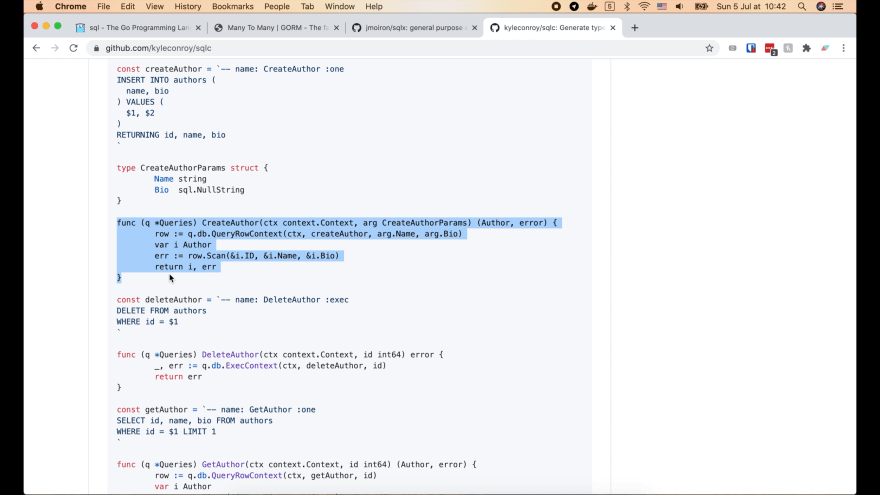 Chrome File Edit View History Bookmarks People Tab Window Help Sun 5 Jul at 10:42
sql - The Go Programming Lan
Many To Many | GORM - The f
jmoiron/sqlx: general purpose
kyleconroy/sqlc: Generate type
github.com/kyleconroy/sqlc
const createAuthor = `-- name: CreateAuthor :one
INSERT INTO authors (
  name, bio
) VALUES (
  $1, $2
)
RETURNING id, name, bio
`
type CreateAuthorParams struct {
        Name string
        Bio  sql.NullString
}
func (q *Queries) CreateAuthor(ctx context.Context, arg CreateAuthorParams) (Author, error) {
        row := q.db.QueryRowContext(ctx, createAuthor, arg.Name, arg.Bio)
        var i Author
        err := row.Scan(&i.ID, &i.Name, &i.Bio)
        return i, err
}
const deleteAuthor = `-- name: DeleteAuthor :exec
DELETE FROM authors
WHERE id = $1
`
func (q *Queries) DeleteAuthor(ctx context.Context, id int64) error {
        _, err := q.db.ExecContext(ctx, deleteAuthor, id)
        return err
}
const getAuthor = `-- name: GetAuthor :one
SELECT id, name, bio FROM authors
WHERE id = $1 LIMIT 1
`
func (q *Queries) GetAuthor(ctx context.Context, id int64) (Author, error) {
        row := q.db.QueryRowContext(ctx, getAuthor, id)
        var i Author